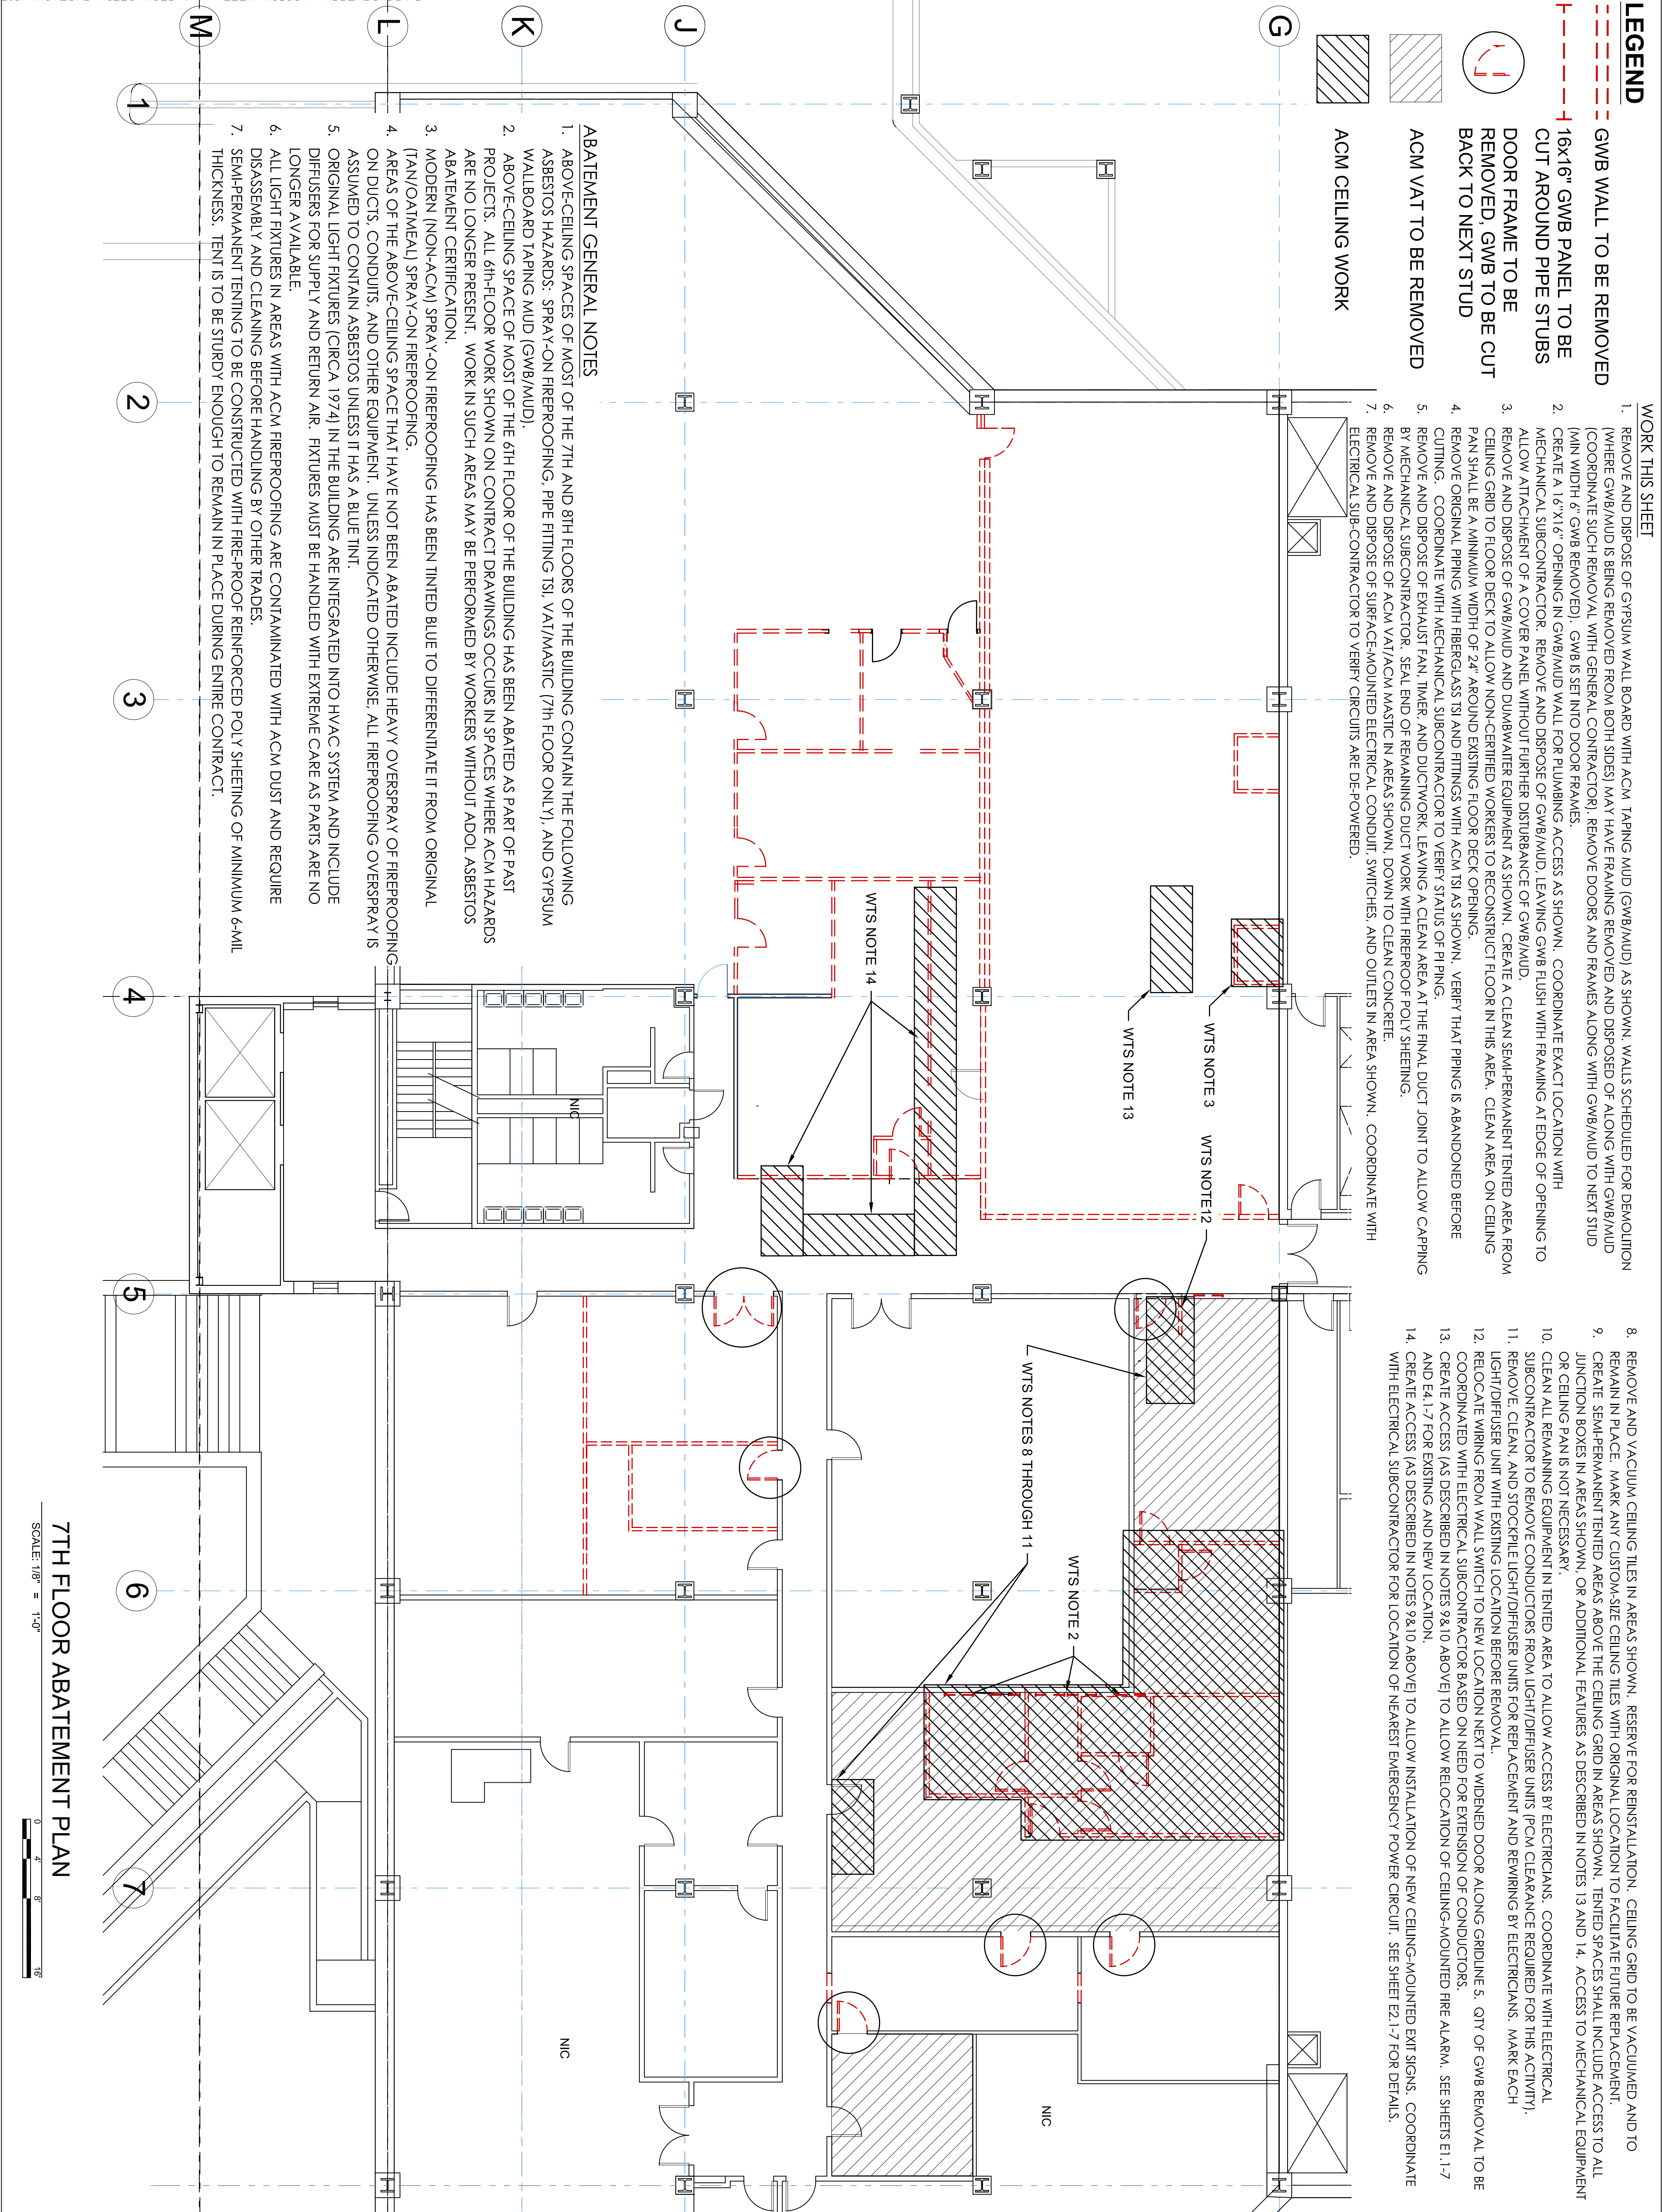 LEGEND
GWB WALL TO BE REMOVED
16x16" GWB PANEL TO BE
CUT AROUND PIPE STUBS
DOOR FRAME TO BE
REMOVED, GWB TO BE CUT
BACK TO NEXT STUD
ACM VAT TO BE REMOVED
ACM CEILING WORK
WORK THIS SHEET
1. REMOVE AND DISPOSE OF GYPSUM WALL BOARD WITH ACM TAPING MUD (GWB/MUD) AS SHOWN. WALLS SCHEDULED FOR DEMOLITION
(WHERE GWB/MUD IS BEING REMOVED FROM BOTH SIDES) MAY HAVE FRAMING REMOVED AND DISPOSED OF ALONG WITH GWB/MUD
(COORDINATE SUCH REMOVAL WITH GENERAL CONTRACTOR). REMOVE DOORS AND FRAMES ALONG WITH GWB/MUD TO NEXT STUD
(MIN WIDTH 6" GWB REMOVED). GWB IS SET INTO DOOR FRAMES.
2. CREATE A 16"X16" OPENING IN GWB/MUD WALL FOR PLUMBING ACCESS AS SHOWN. COORDINATE EXACT LOCATION WITH
MECHANICAL SUBCONTRACTOR. REMOVE AND DISPOSE OF GWB/MUD, LEAVING GWB FLUSH WITH FRAMING AT EDGE OF OPENING TO
ALLOW ATTACHMENT OF A COVER PANEL WITHOUT FURTHER DISTURBANCE OF GWB/MUD.
3. REMOVE AND DISPOSE OF GWB/MUD AND DUMBWAITER EQUIPMENT AS SHOWN. CREATE A CLEAN SEMI-PERMANENT TENTED AREA FROM
CEILING GRID TO FLOOR DECK TO ALLOW NON-CERTIFIED WORKERS TO RECONSTRUCT FLOOR IN THIS AREA. CLEAN AREA ON CEILING
PAN SHALL BE A MINIMUM WIDTH OF 24" AROUND EXISTING FLOOR DECK OPENING.
4. REMOVE ORIGINAL PIPING WITH FIBERGLASS TSI AND FITTINGS WITH ACM TSI AS SHOWN. VERIFY THAT PIPING IS ABANDONED BEFORE
CUTTING. COORDINATE WITH MECHANICAL SUBCONTRACTOR TO VERIFY STATUS OF PIPING.
5. REMOVE AND DISPOSE OF EXHAUST FAN, TIMER, AND DUCTWORK, LEAVING A CLEAN AREA AT THE FINAL DUCT JOINT TO ALLOW CAPPING
BY MECHANICAL SUBCONTRACTOR. SEAL END OF REMAINING DUCT WORK WITH FIREPROOF POLY SHEETING.
6. REMOVE AND DISPOSE OF ACM VAT/ACM MASTIC IN AREAS SHOWN, DOWN TO CLEAN CONCRETE.
7. REMOVE AND DISPOSE OF SURFACE-MOUNTED ELECTRICAL CONDUIT, SWITCHES, AND OUTLETS IN AREA SHOWN. COORDINATE WITH
ELECTRICAL SUB-CONTRACTOR TO VERIFY CIRCUITS ARE DE-POWERED.
8. REMOVE AND VACUUM CEILING TILES IN AREAS SHOWN. RESERVE FOR REINSTALLATION. CEILING GRID TO BE VACUUMED AND TO
REMAIN IN PLACE. MARK ANY CUSTOM-SIZE CEILING TILES WITH ORIGINAL LOCATION TO FACILITATE FUTURE REPLACEMENT.
9. CREATE SEMI-PERMANENT TENTED AREAS ABOVE THE CEILING GRID IN AREAS SHOWN. TENTED SPACES SHALL INCLUDE ACCESS TO ALL
JUNCTION BOXES IN AREAS SHOWN, OR ADDITIONAL FEATURES AS DESCRIBED IN NOTES 13 AND 14. ACCESS TO MECHANICAL EQUIPMENT
OR CEILING PAN IS NOT NECESSARY.
10. CLEAN ALL REMAINING EQUIPMENT IN TENTED AREA TO ALLOW ACCESS BY ELECTRICIANS. COORDINATE WITH ELECTRICAL
SUBCONTRACTOR TO REMOVE CONDUCTORS FROM LIGHT/DIFFUSER UNITS (PCM CLEARANCE REQUIRED FOR THIS ACTIVITY).
11. REMOVE, CLEAN, AND STOCKPILE LIGHT/DIFFUSER UNITS FOR REPLACEMENT AND REWIRING BY ELECTRICIANS. MARK EACH
LIGHT/DIFFUSER UNIT WITH EXISTING LOCATION BEFORE REMOVAL.
12. RELOCATE WIRING FROM WALL SWITCH TO NEW LOCATION NEXT TO WIDENED DOOR ALONG GRIDLINE 5. QTY OF GWB REMOVAL TO BE
COORDINATED WITH ELECTRICAL SUBCONTRACTOR BASED ON NEED FOR EXTENSION OF CONDUCTORS.
13. CREATE ACCESS (AS DESCRIBED IN NOTES 9&10 ABOVE) TO ALLOW RELOCATION OF CEILING-MOUNTED FIRE ALARM. SEE SHEETS E1.1-7
AND E4.1-7 FOR EXISTING AND NEW LOCATION.
14. CREATE ACCESS (AS DESCRIBED IN NOTES 9&10 ABOVE) TO ALLOW INSTALLATION OF NEW CEILING-MOUNTED EXIT SIGNS. COORDINATE
WITH ELECTRICAL SUBCONTRACTOR FOR LOCATION OF NEAREST EMERGENCY POWER CIRCUIT. SEE SHEET E2.1-7 FOR DETAILS.
G
J
K
L
M
WTS NOTE 3
WTS NOTE 13
WTS NOTE12
WTS NOTE 14
WTS NOTES 8 THROUGH 11
WTS NOTE 2
NIC
NIC
NIC
ABATEMENT GENERAL NOTES
1. ABOVE-CEILING SPACES OF MOST OF THE 7TH AND 8TH FLOORS OF THE BUILDING CONTAIN THE FOLLOWING
ASBESTOS HAZARDS: SPRAY-ON FIREPROOFING, PIPE FITTING TSI, VAT/MASTIC (7th FLOOR ONLY), AND GYPSUM
WALLBOARD TAPING MUD (GWB/MUD).
2. ABOVE-CEILING SPACE OF MOST OF THE 6TH FLOOR OF THE BUILDING HAS BEEN ABATED AS PART OF PAST
PROJECTS. ALL 6th-FLOOR WORK SHOWN ON CONTRACT DRAWINGS OCCURS IN SPACES WHERE ACM HAZARDS
ARE NO LONGER PRESENT. WORK IN SUCH AREAS MAY BE PERFORMED BY WORKERS WITHOUT ADOL ASBESTOS
ABATEMENT CERTIFICATION.
3. MODERN (NON-ACM) SPRAY-ON FIREPROOFING HAS BEEN TINTED BLUE TO DIFFERENTIATE IT FROM ORIGINAL
(TAN/OATMEAL) SPRAY-ON FIREPROOFING.
4. AREAS OF THE ABOVE-CEILING SPACE THAT HAVE NOT BEEN ABATED INCLUDE HEAVY OVERSPRAY OF FIREPROOFING
ON DUCTS, CONDUITS, AND OTHER EQUIPMENT. UNLESS INDICATED OTHERWISE, ALL FIREPROOFING OVERSPRAY IS
ASSUMED TO CONTAIN ASBESTOS UNLESS IT HAS A BLUE TINT.
5. ORIGINAL LIGHT FIXTURES (CIRCA 1974) IN THE BUILDING ARE INTEGRATED INTO HVAC SYSTEM AND INCLUDE
DIFFUSERS FOR SUPPLY AND RETURN AIR. FIXTURES MUST BE HANDLED WITH EXTREME CARE AS PARTS ARE NO
LONGER AVAILABLE.
6. ALL LIGHT FIXTURES IN AREAS WITH ACM FIREPROOFING ARE CONTAMINATED WITH ACM DUST AND REQUIRE
DISASSEMBLY AND CLEANING BEFORE HANDLING BY OTHER TRADES.
7. SEMI-PERMANENT TENTING TO BE CONSTRUCTED WITH FIRE-PROOF REINFORCED POLY SHEETING OF MINIMUM 6-MIL
THICKNESS. TENT IS TO BE STURDY ENOUGH TO REMAIN IN PLACE DURING ENTIRE CONTRACT.
1
2
3
4
5
6
7
7TH FLOOR ABATEMENT PLAN
SCALE: 1/8" = 1'-0"
0 4' 8' 16'